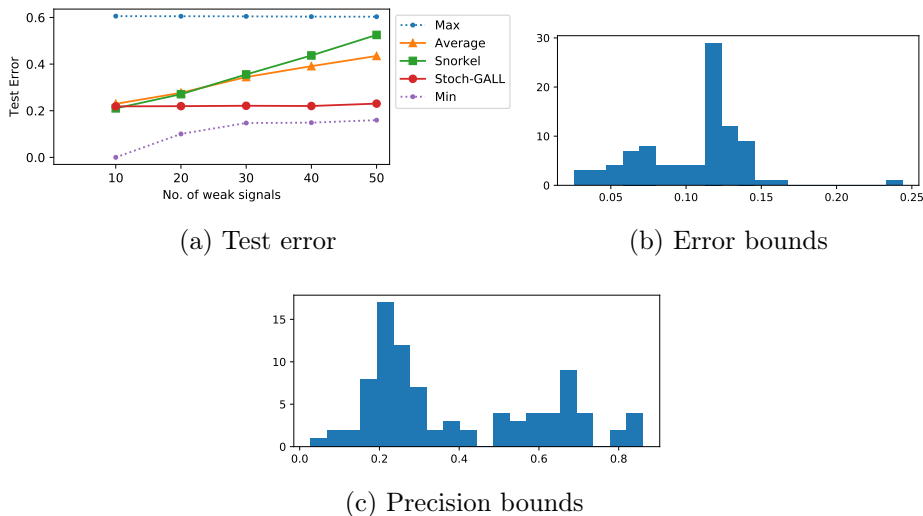 0.6
0.4
0.2
0.0
Test Error
10 20 30 40 50
No. of weak signals
Max
Average
Snorkel
Stoch-GALL
Min
(a) Test error
30
20
10
0
0.05 0.10 0.15 0.20 0.25
(b) Error bounds
15
10
5
0
0.0 0.2 0.4 0.6 0.8
(c) Precision bounds